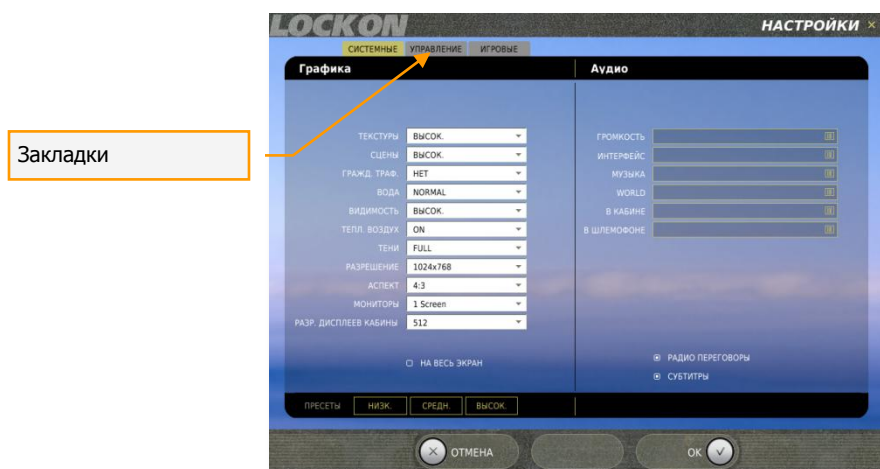 LOCKON
НАСТРОЙКИ ×
СИСТЕМНЫЕ УПРАВЛЕНИЕ ИГРОВЫЕ
Графика
Аудио
Закладки
ТЕКСТУРЫ ВЫСОК.
СЦЕНЫ ВЫСОК.
ГРАЖД. ТРАФ. НЕТ
ВОДА NORMAL
ВИДИМОСТЬ ВЫСОК.
ТЕПЛ. ВОЗДУХ ON
ТЕНИ FULL
РАЗРЕШЕНИЕ 1024x768
АСПЕКТ 4:3
МОНИТОРЫ 1 Screen
РАЗР. ДИСПЛЕЕВ КАБИНЫ 512
НА ВЕСЬ ЭКРАН
ГРОМКОСТЬ
ИНТЕРФЕЙС
МУЗЫКА
WORLD
В КАБИНЕ
В ШЛЕМОФОНЕ
РАДИО ПЕРЕГОВОРЫ
СУБТИТРЫ
ПРЕСЕТЫ НИЗК. СРЕДН. ВЫСОК.
ОТМЕНА
OK